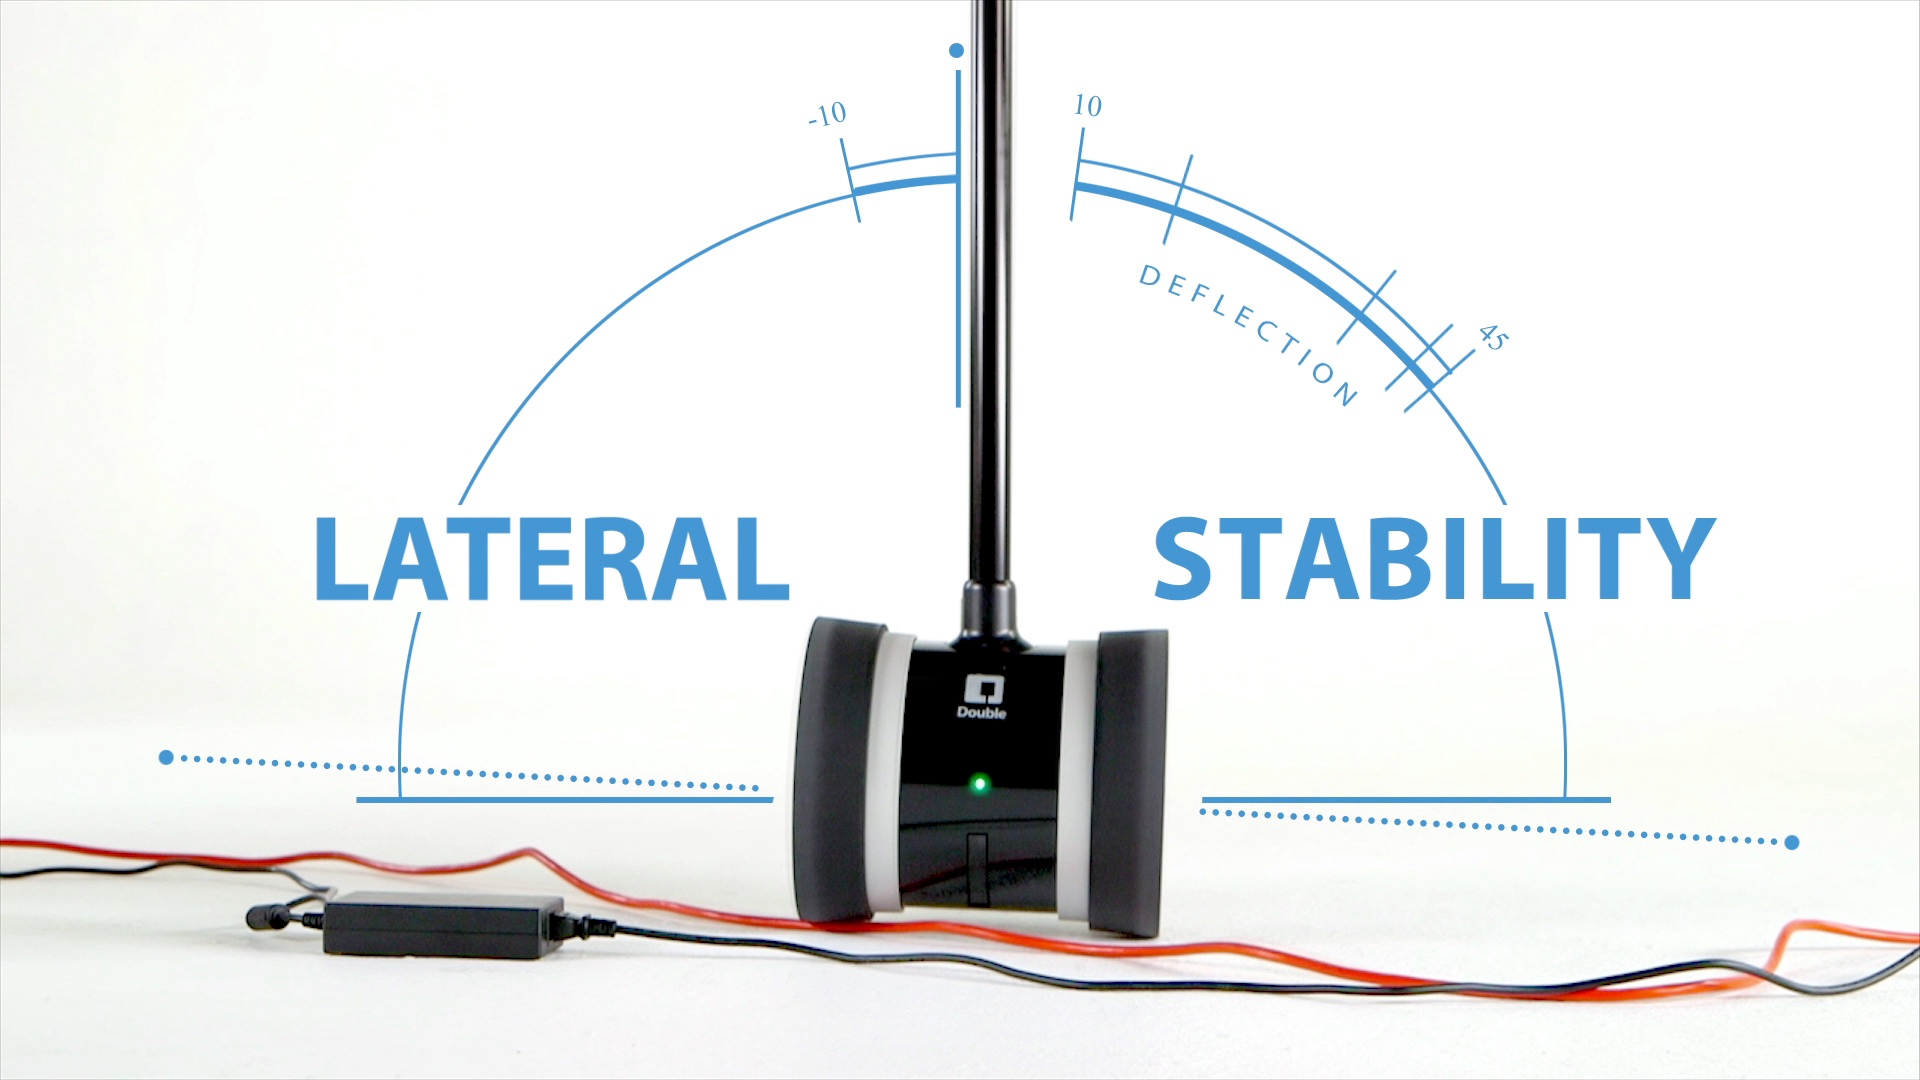 -10
10
DEFLECTION
45
LATERAL STABILITY
Double